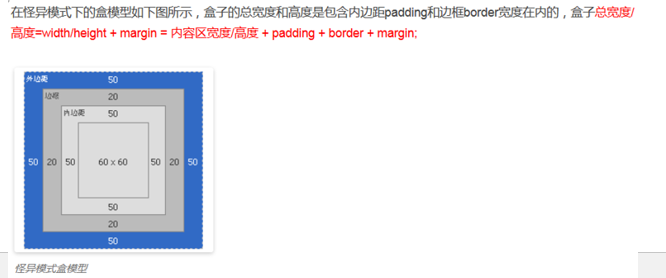 在怪异模式下的盒模型如下图所示，盒子的总宽度和高度是包含内边距padding和边框border宽度在内的，盒子总宽度/
高度=width/height + margin = 内容区宽度/高度 + padding + border + margin;
外边距 50
边框 20
内边距 50
50 20 50 60 x 60 50 20 50
50
20
50
怪异模式盒模型